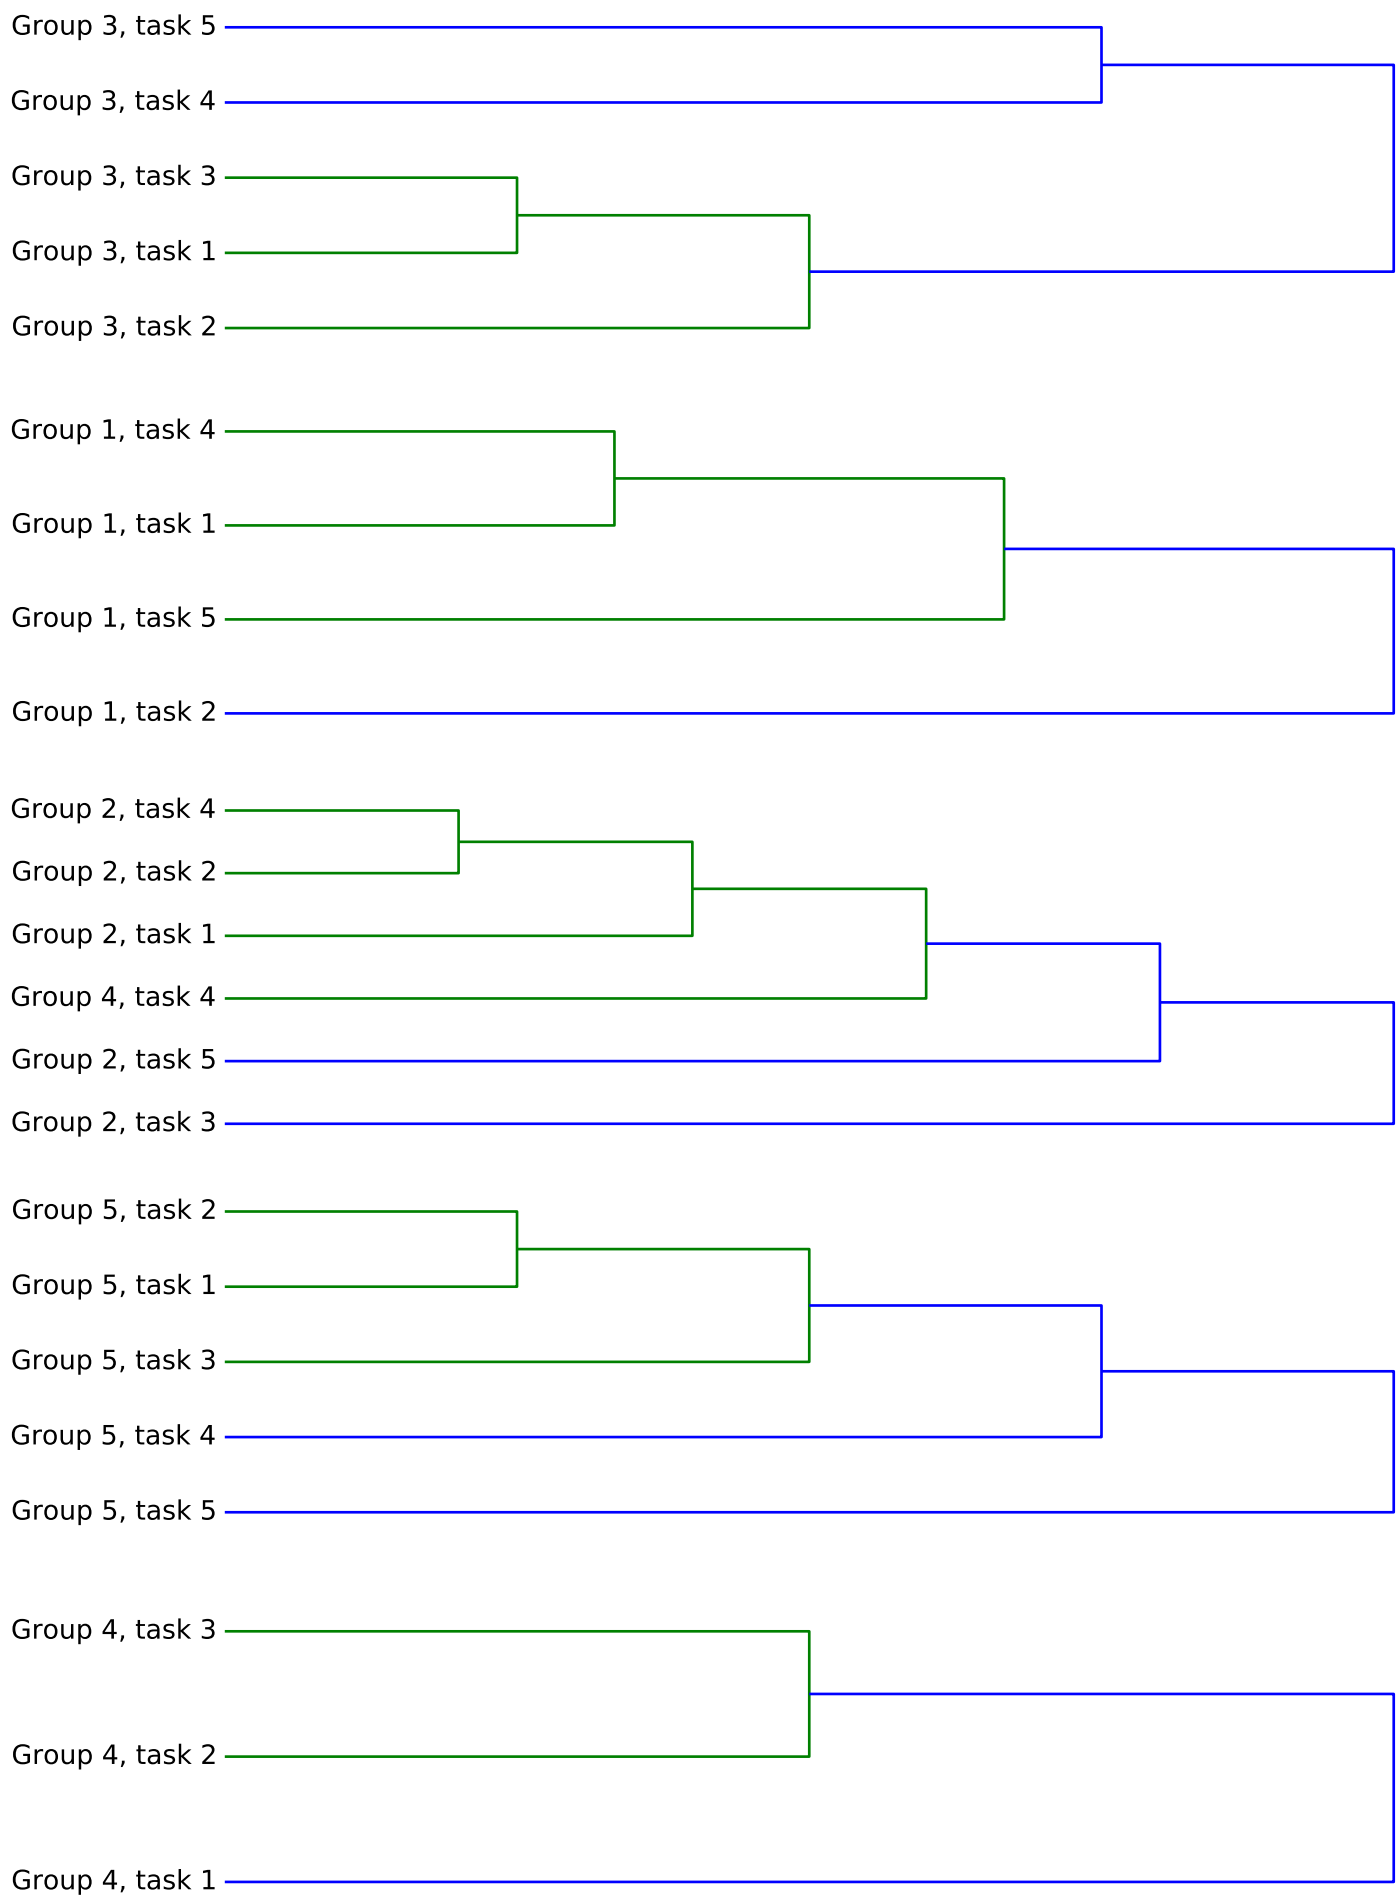 Group 3, task 5
Group 3, task 4
Group 3, task 3
Group 3, task 1
Group 3, task 2
Group 1, task 4
Group 1, task 1
Group 1, task 5
Group 1, task 2
Group 2, task 4
Group 2, task 2
Group 2, task 1
Group 4, task 4
Group 2, task 5
Group 2, task 3
Group 5, task 2
Group 5, task 1
Group 5, task 3
Group 5, task 4
Group 5, task 5
Group 4, task 3
Group 4, task 2
Group 4, task 1